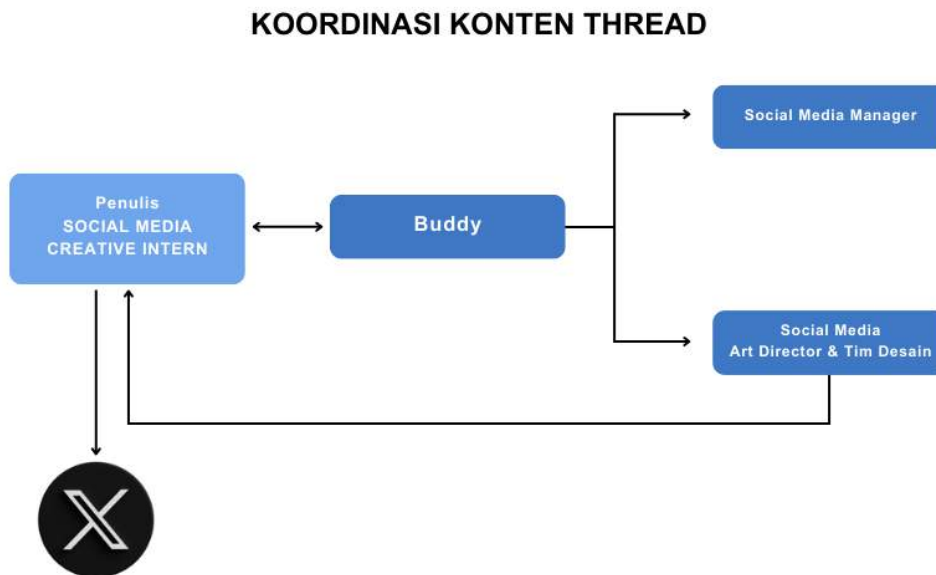 KOORDINASI KONTEN THREAD
Social Media Manager
Penulis
SOCIAL MEDIA
CREATIVE INTERN
Buddy
Social Media
Art Director & Tim Desain